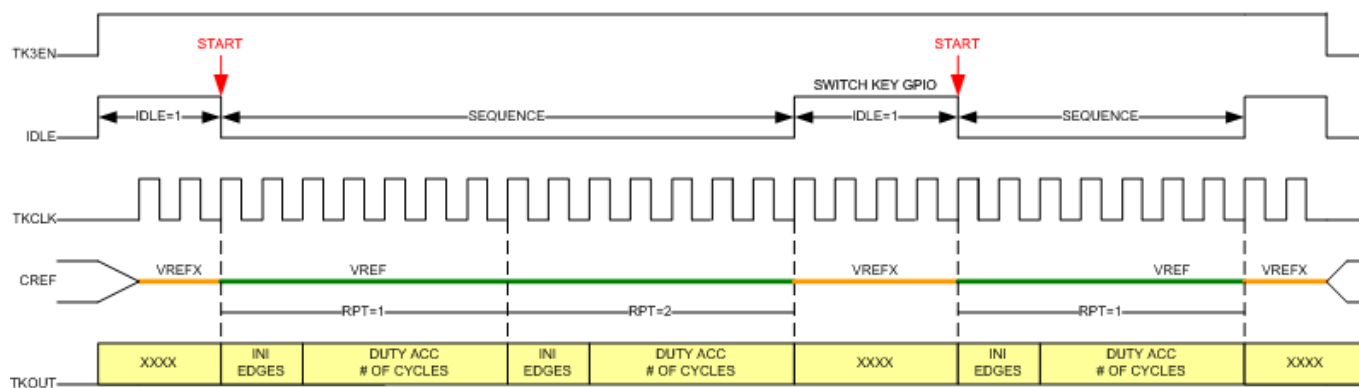 TK3EN
START
START
SWITCH KEY GPIO
IDLE
IDLE=1
SEQUENCE
IDLE=1
SEQUENCE
TKCLK
CREF
VREFX
VREF
VREFX
VREF
VREFX
RPT=1
RPT=2
RPT=1
TKOUT
XXXX
INI
EDGES
DUTY ACC
# OF CYCLES
INI
EDGES
DUTY ACC
# OF CYCLES
XXXX
INI
EDGES
DUTY ACC
# OF CYCLES
XXXX